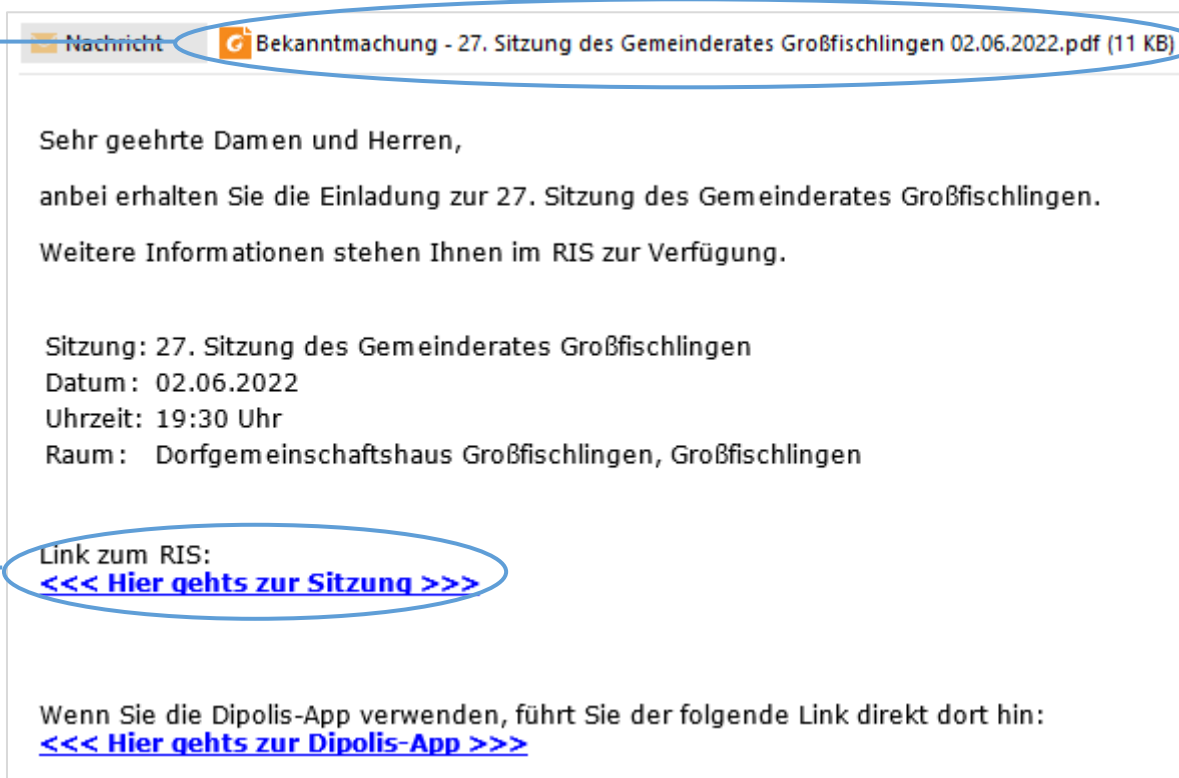 Nachricht
Bekanntmachung - 27. Sitzung des Gemeinderates Großfischlingen 02.06.2022.pdf (11 KB)
Sehr geehrte Damen und Herren,
anbei erhalten Sie die Einladung zur 27. Sitzung des Gemeinderates Großfischlingen.
Weitere Informationen stehen Ihnen im RIS zur Verfügung.
Sitzung: 27. Sitzung des Gemeinderates Großfischlingen
Datum: 02.06.2022
Uhrzeit: 19:30 Uhr
Raum: Dorfgemeinschaftshaus Großfischlingen, Großfischlingen
Link zum RIS:
<<< Hier gehts zur Sitzung >>>
Wenn Sie die Dipolis-App verwenden, führt Sie der folgende Link direkt dort hin:
<<< Hier gehts zur Dipolis-App >>>